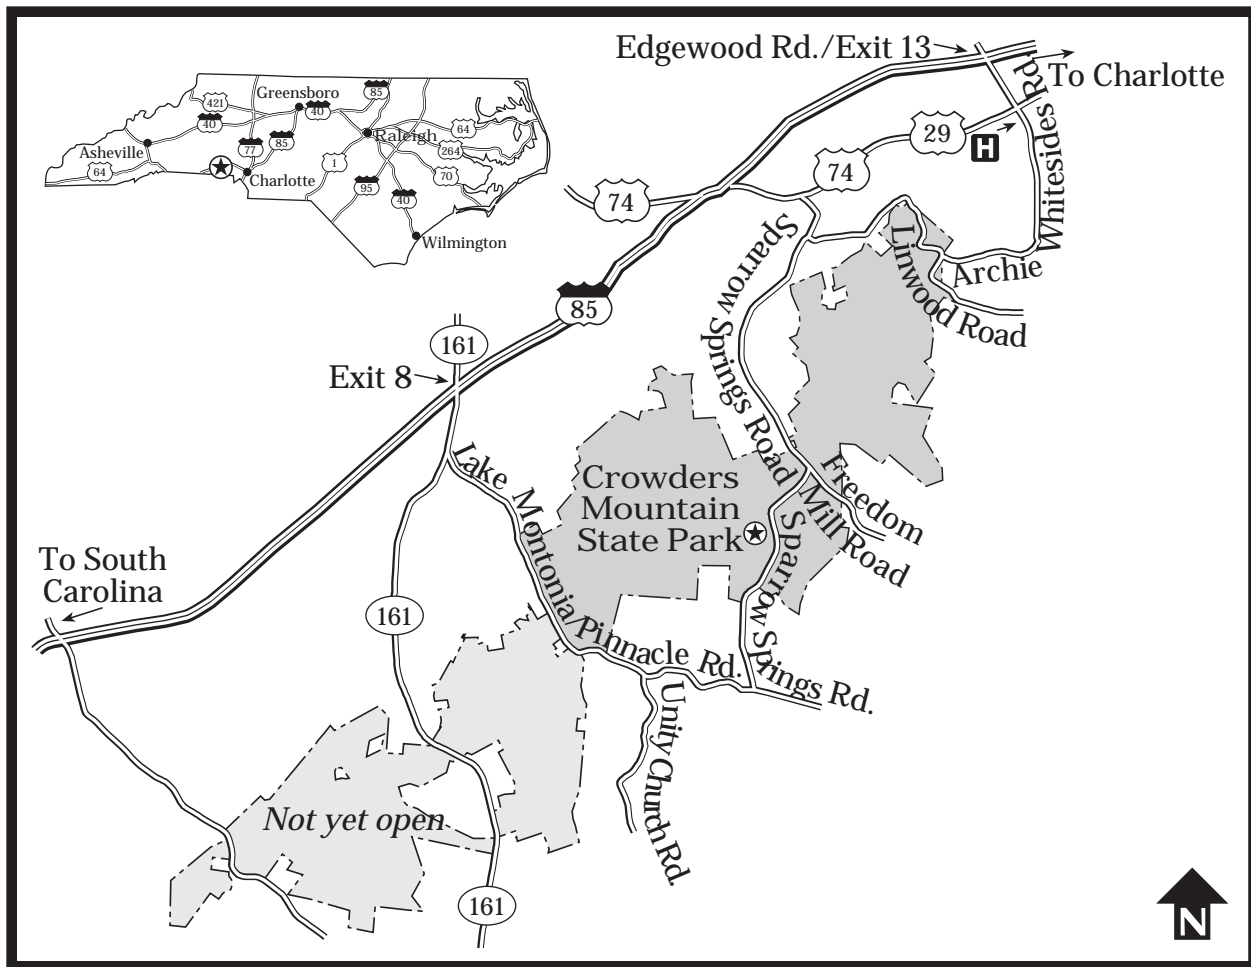 Edgewood Rd./Exit 13
To Charlotte
Whitesides Rd.
29
H
74
74
Greensboro
421
85
40
40
Raleigh
64
Asheville
77
85
264
64
1
70
Charlotte
95
40
Wilmington
Sparrow Springs Road
Linwood Road
Archie
85
161
Exit 8
Lake Montonia/Pinnacle Rd.
Crowders
Mountain
State Park
Freedom
Mill Road
Sparrow Springs Rd.
To South
Carolina
161
Unity Church Rd.
Not yet open
161
N